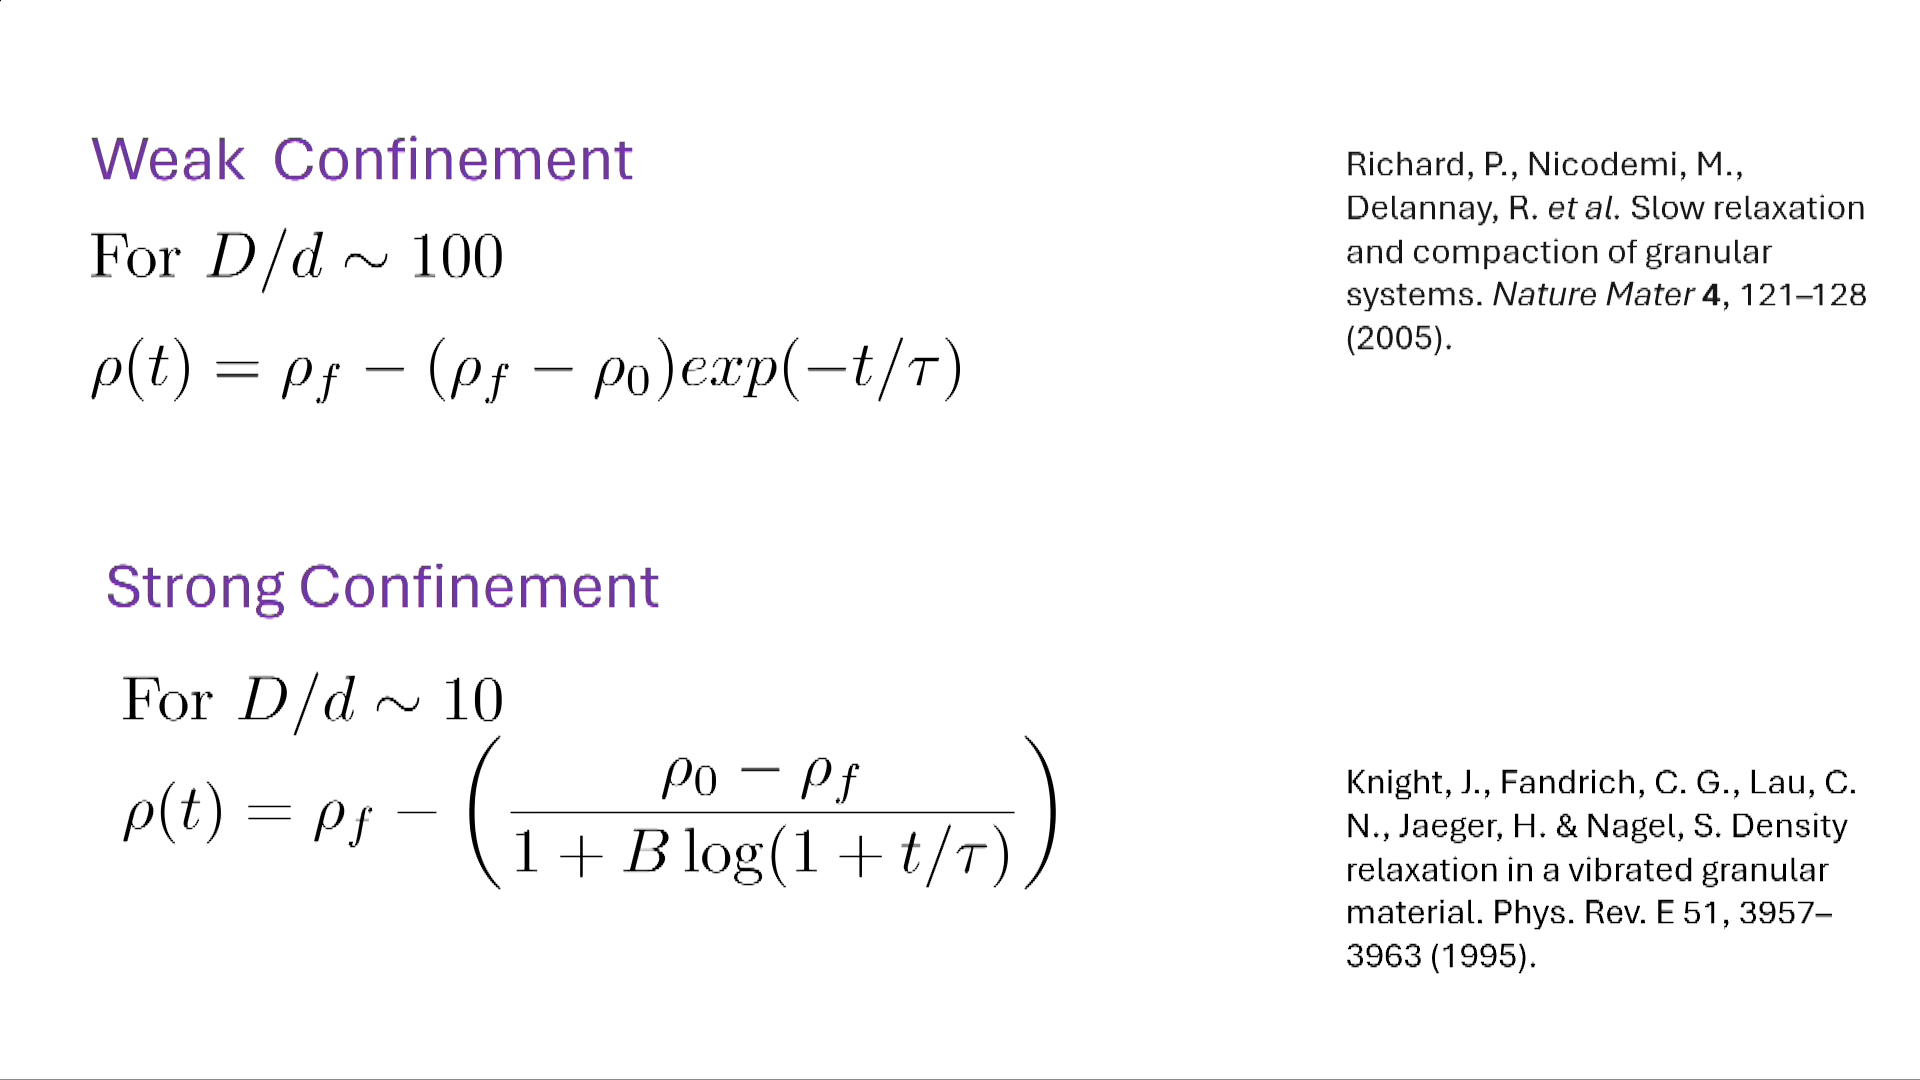 Weak Confinement
For D/d ∼ 100
ρ(t) = ρ_f − (ρ_f − ρ_0)exp(−t/τ)
Richard, P., Nicodemi, M.,
Delannay, R. et al. Slow relaxation
and compaction of granular
systems. Nature Mater 4, 121–128
(2005).
Strong Confinement
For D/d ∼ 10
ρ(t) = ρ_f − ( (ρ_0 − ρ_f) / (1 + B log(1 + t/τ)) )
Knight, J., Fandrich, C. G., Lau, C.
N., Jaeger, H. & Nagel, S. Density
relaxation in a vibrated granular
material. Phys. Rev. E 51, 3957–
3963 (1995).